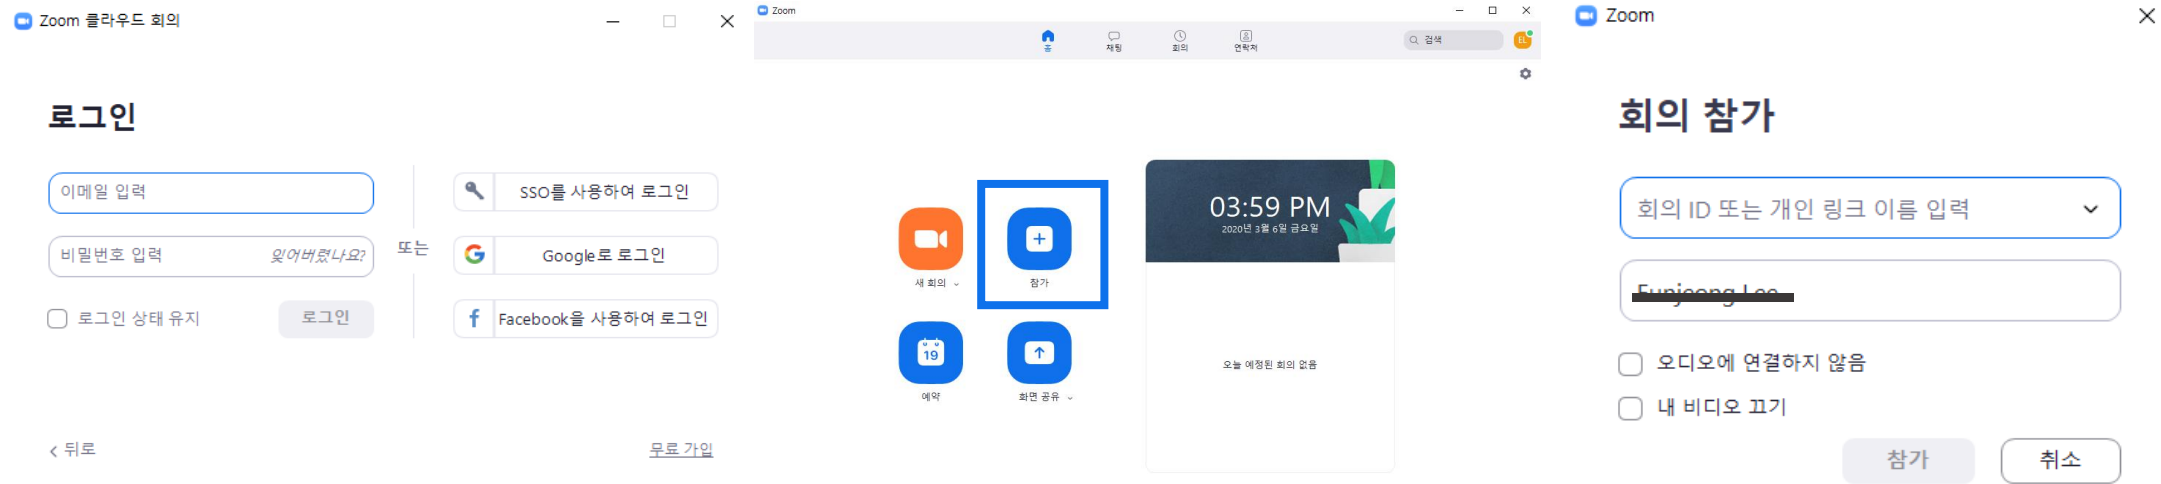 Zoom 클라우드 회의
로그인
이메일 입력
비밀번호 입력
잊어버렸나요?
로그인 상태 유지
로그인
또는
SSO를 사용하여 로그인
Google로 로그인
Facebook을 사용하여 로그인
뒤로
무료 가입
Zoom
홈
채팅
회의
연락처
검색
EL
새 회의
참가
19
예약
화면 공유
03:59 PM
2020년 3월 6일 금요일
오늘 예정된 회의 없음
Zoom
회의 참가
회의 ID 또는 개인 링크 이름 입력
오디오에 연결하지 않음
내 비디오 끄기
참가
취소